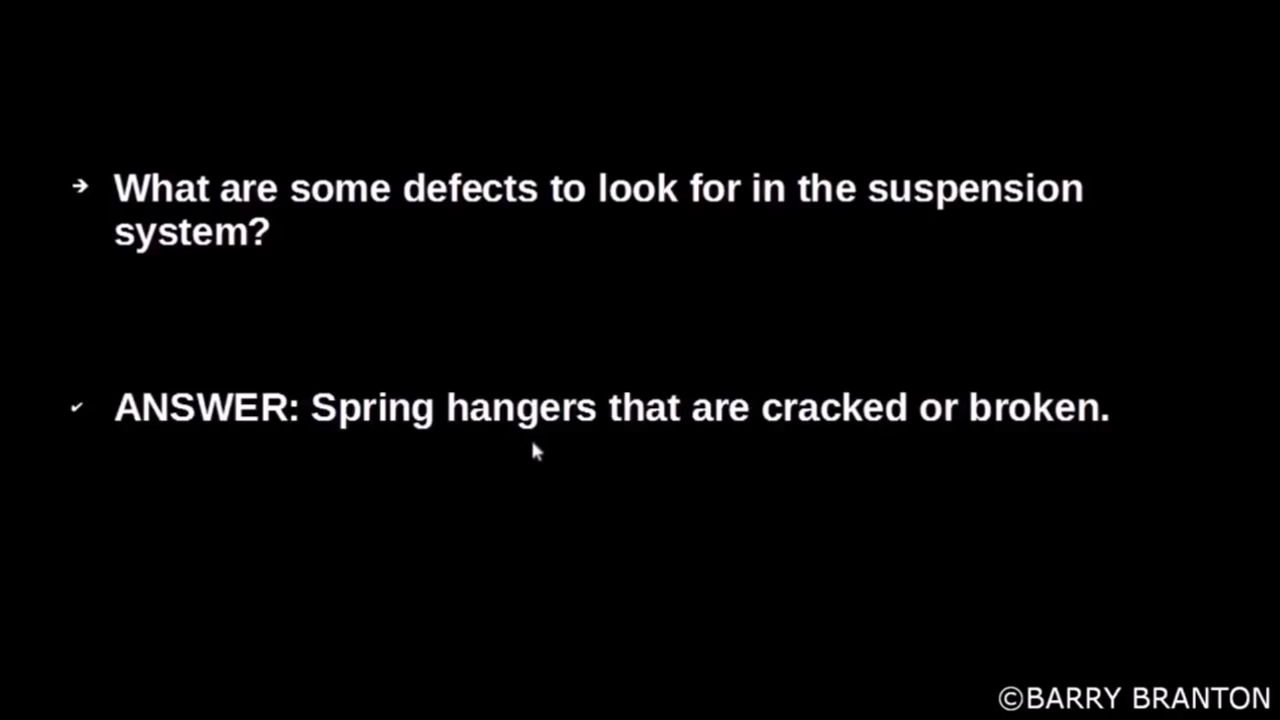 What are some defects to look for in the suspension
system?
ANSWER: Spring hangers that are cracked or broken.
©BARRY BRANTON